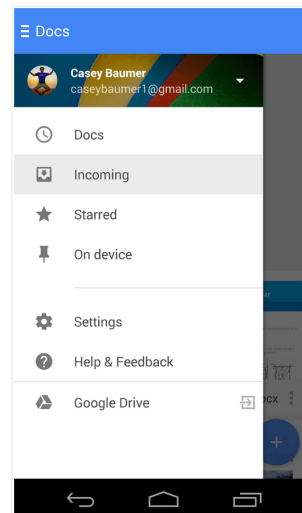 Docs
Casey Baumer
caseybaumer1@gmail.com
Docs
Incoming
Starred
On device
Settings
Help & Feedback
Google Drive